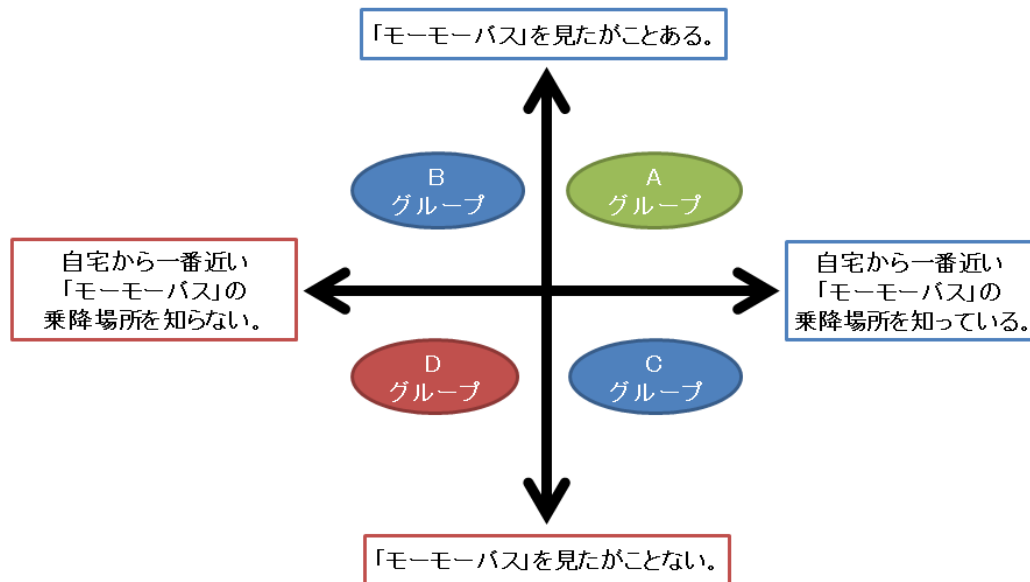 「モーモーバス」を見たがことある。
B
グループ
A
グループ
自宅から一番近い
「モーモーバス」の
乗降場所を知らない。
自宅から一番近い
「モーモーバス」の
乗降場所を知っている。
D
グループ
C
グループ
「モーモーバス」を見たがことない。